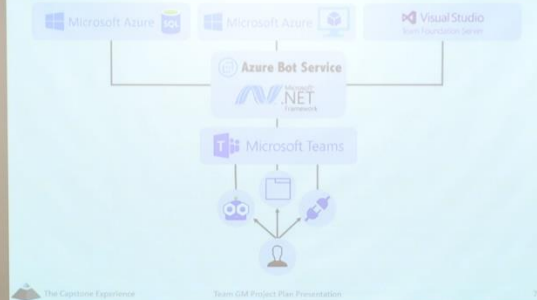 Microsoft Azure SQL
Microsoft Azure
Visual Studio
Team Foundation Server
Azure Bot Service
Microsoft
.NET
Framework
T Microsoft Teams
The Capstone Experience Team GM Project Plan Presentation